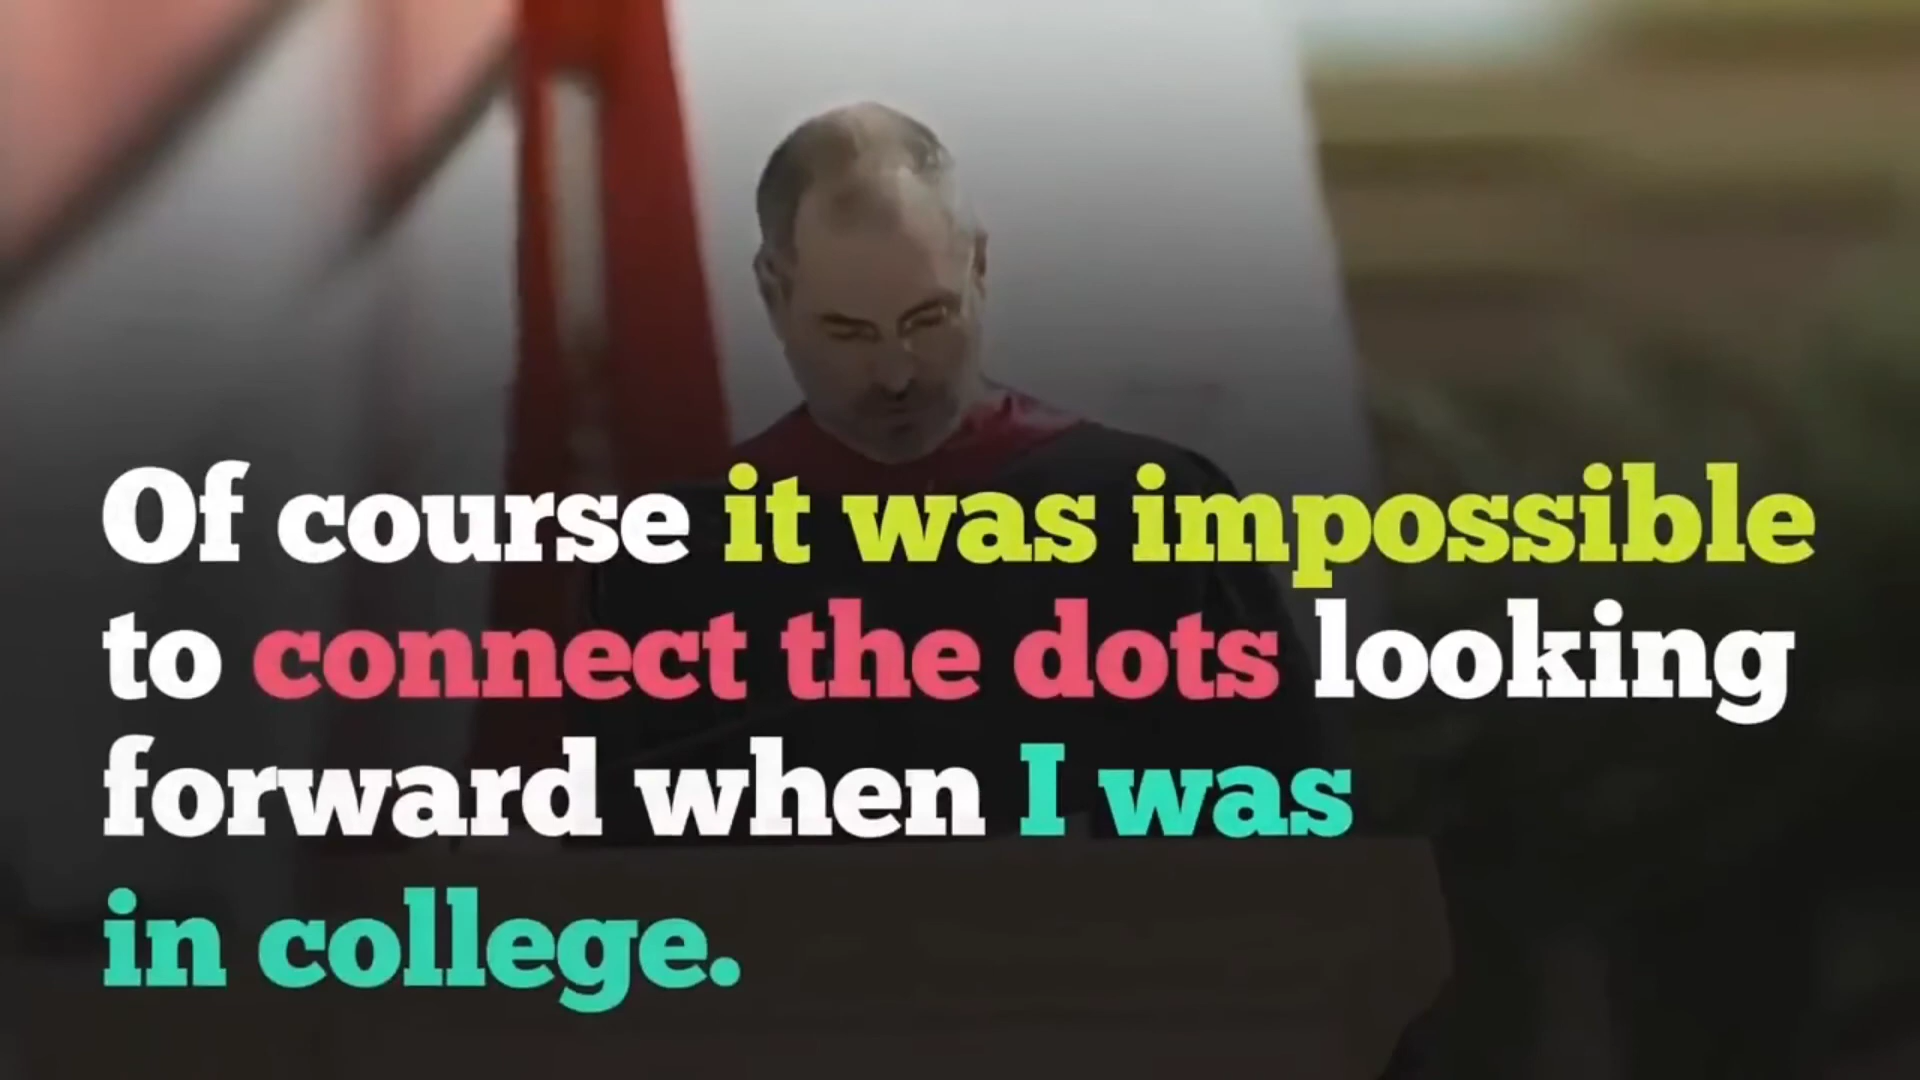 Of course it was impossible
to connect the dots looking
forward when I was
in college.